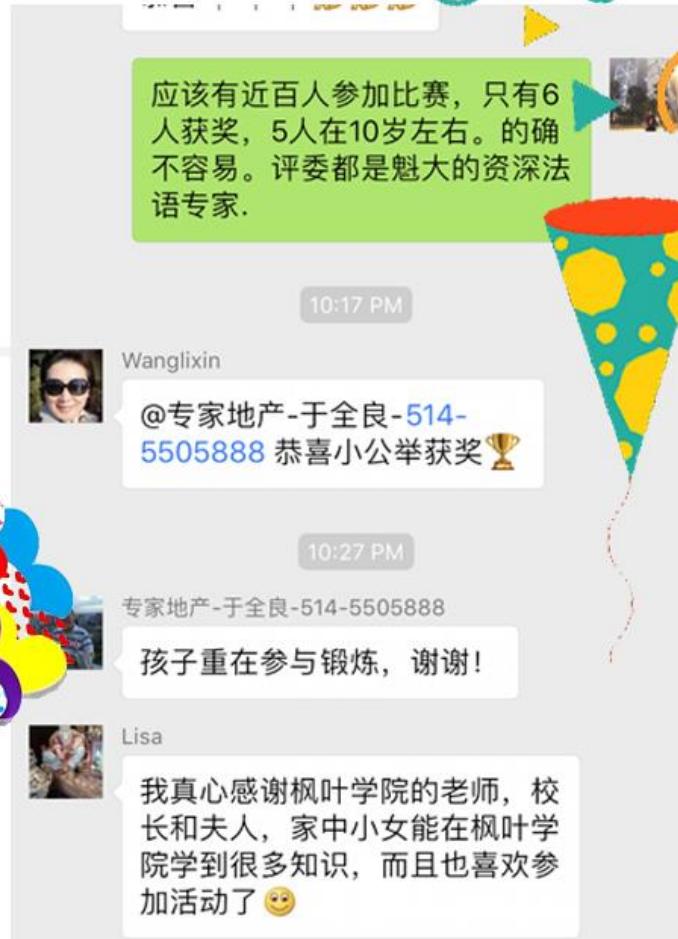 应该有近百人参加比赛，只有6
人获奖，5人在10岁左右。的确
不容易。评委都是魁大的资深法
语专家.
10:17 PM
Wanglixin
@专家地产-于全良-514-
5505888 恭喜小公举获奖🏆
10:27 PM
专家地产-于全良-514-5505888
孩子重在参与锻炼，谢谢！
Lisa
我真心感谢枫叶学院的老师，校
长和夫人，家中小女能在枫叶学
院学到很多知识，而且也喜欢参
加活动了🙂